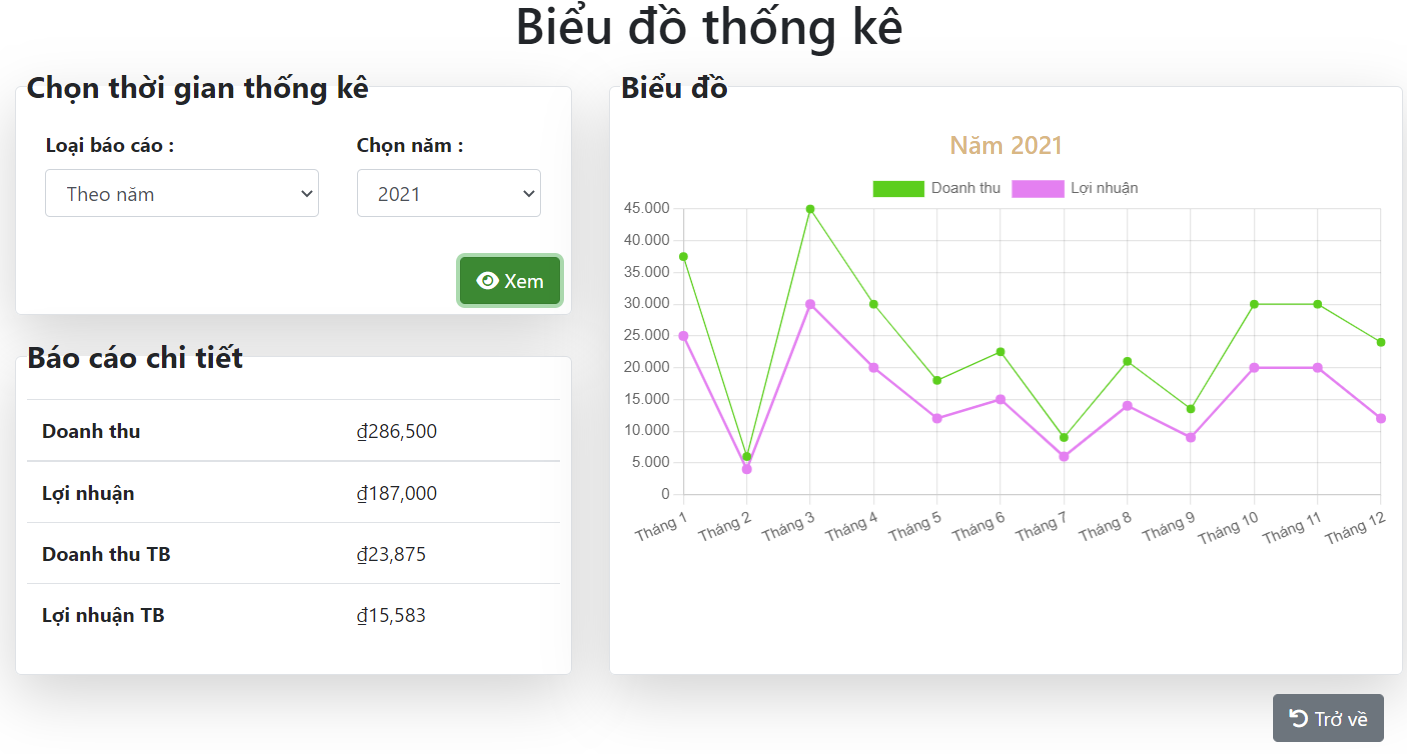 Biểu đồ thống kê
Chọn thời gian thống kê
Loại báo cáo :
Chọn năm :
Theo năm
2021
Xem
Báo cáo chi tiết
Doanh thu ₫286,500
Lợi nhuận ₫187,000
Doanh thu TB ₫23,875
Lợi nhuận TB ₫15,583
Biểu đồ
Năm 2021
Doanh thu Lợi nhuận
45.000
40.000
35.000
30.000
25.000
20.000
15.000
10.000
5.000
0
Tháng 1 Tháng 2 Tháng 3 Tháng 4 Tháng 5 Tháng 6 Tháng 7 Tháng 8 Tháng 9 Tháng 10 Tháng 11 Tháng 12
Trở về